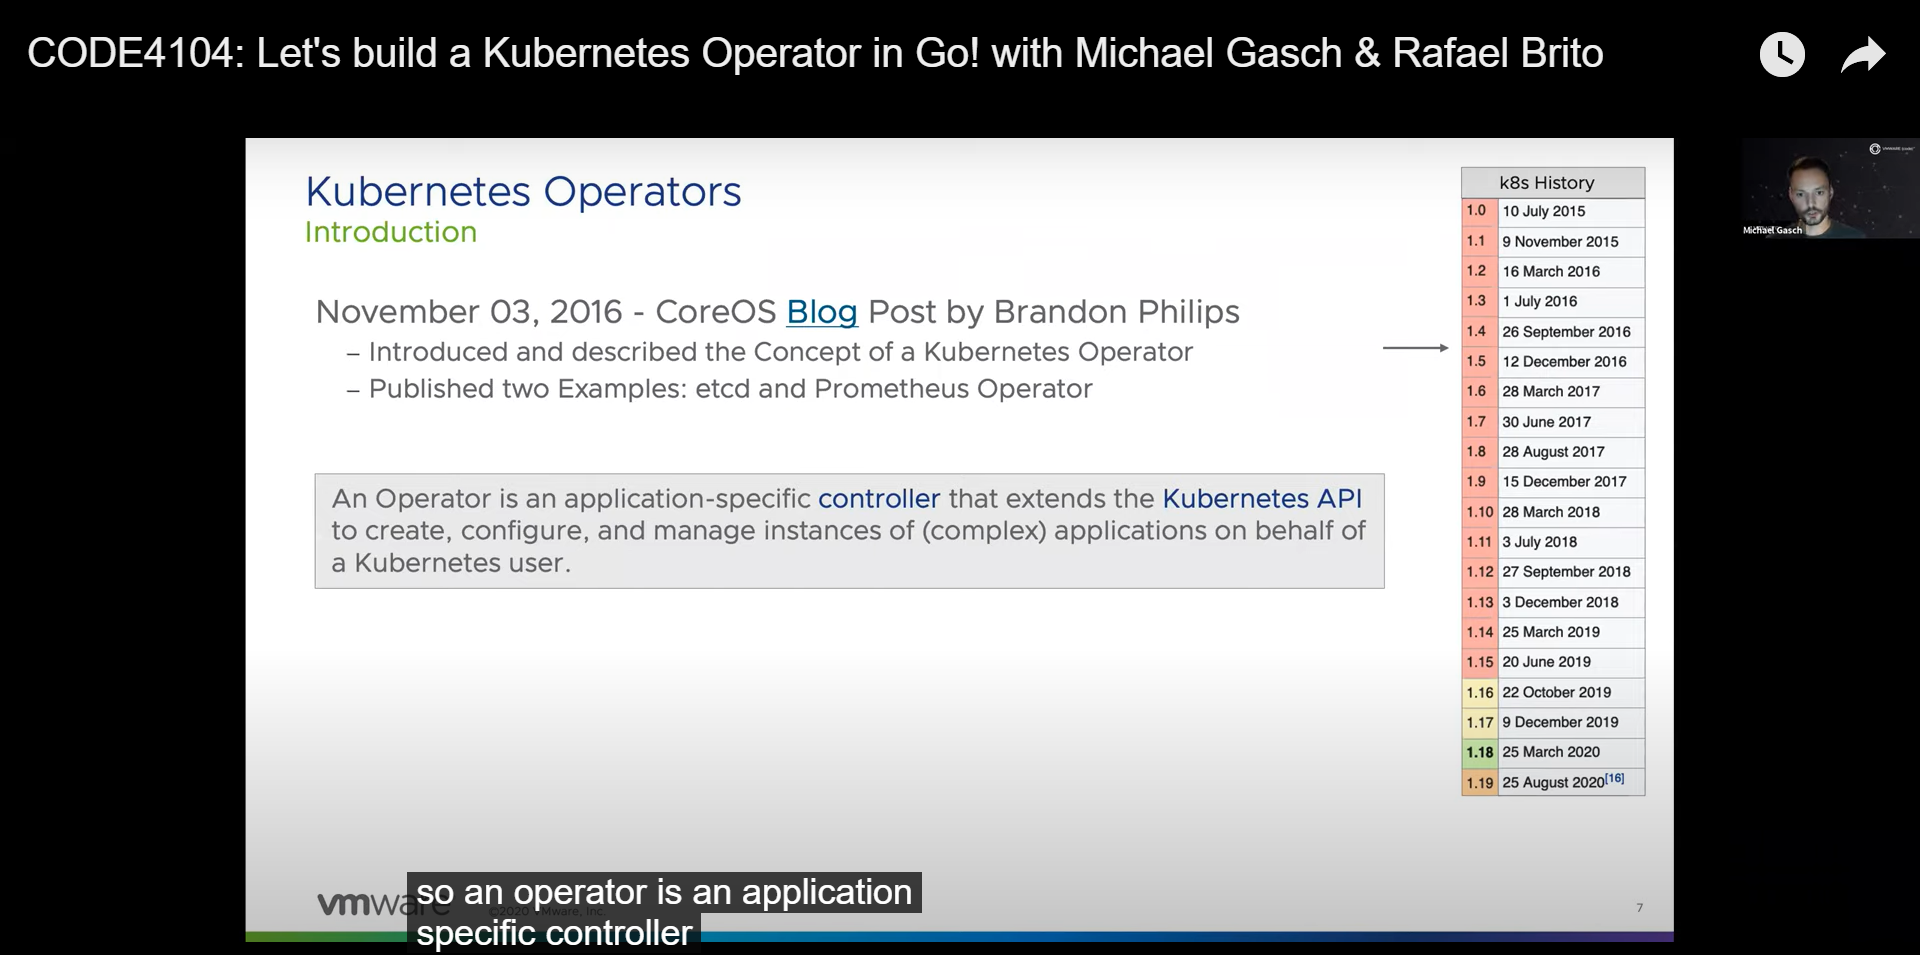 CODE4104: Let's build a Kubernetes Operator in Go! with Michael Gasch & Rafael Brito
Kubernetes Operators
Introduction
November 03, 2016 - CoreOS Blog Post by Brandon Philips
– Introduced and described the Concept of a Kubernetes Operator
– Published two Examples: etcd and Prometheus Operator
An Operator is an application-specific controller that extends the Kubernetes API
to create, configure, and manage instances of (complex) applications on behalf of
a Kubernetes user.
k8s History
1.0 10 July 2015
1.1 9 November 2015
1.2 16 March 2016
1.3 1 July 2016
1.4 26 September 2016
1.5 12 December 2016
1.6 28 March 2017
1.7 30 June 2017
1.8 28 August 2017
1.9 15 December 2017
1.10 28 March 2018
1.11 3 July 2018
1.12 27 September 2018
1.13 3 December 2018
1.14 25 March 2019
1.15 20 June 2019
1.16 22 October 2019
1.17 9 December 2019
1.18 25 March 2020
1.19 25 August 2020[16]
Michael Gasch
vmware
©2020 VMware, Inc.
7
so an operator is an application
specific controller